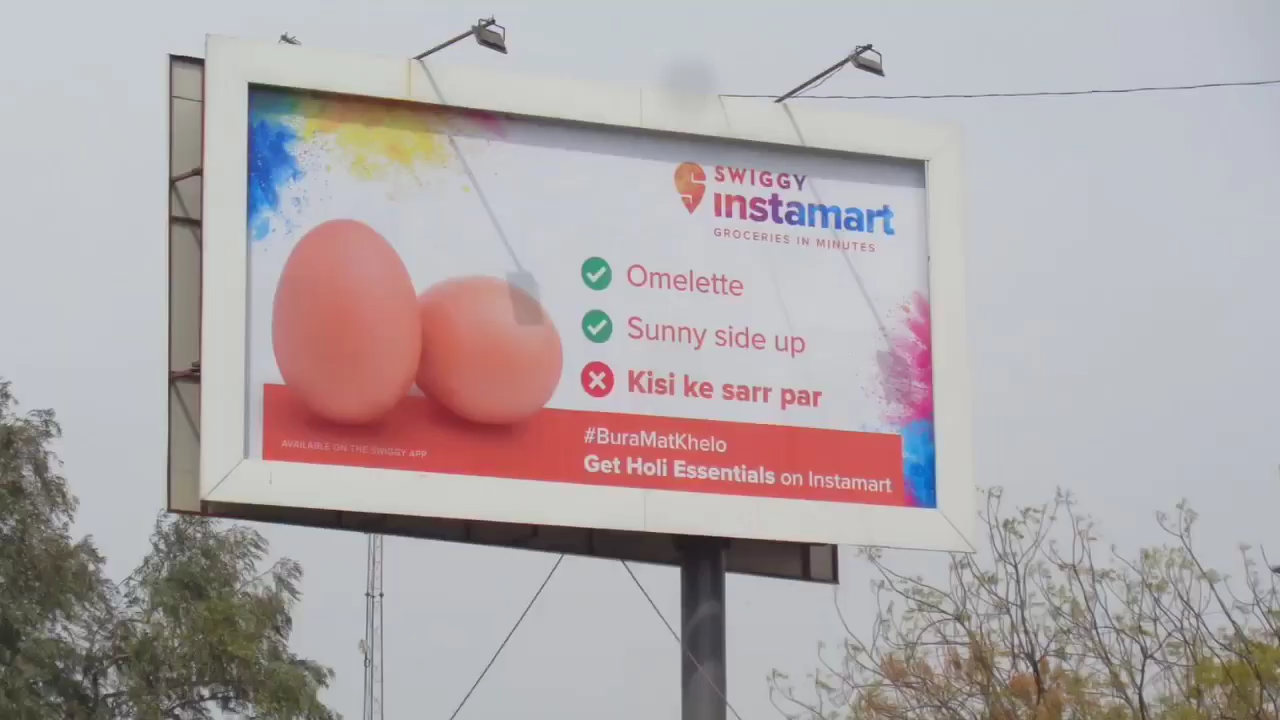 SWIGGY
instamart
GROCERIES IN MINUTES
Omelette
Sunny side up
Kisi ke sarr par
#BuraMatKhelo
Get Holi Essentials on Instamart
AVAILABLE ON THE SWIGGY APP